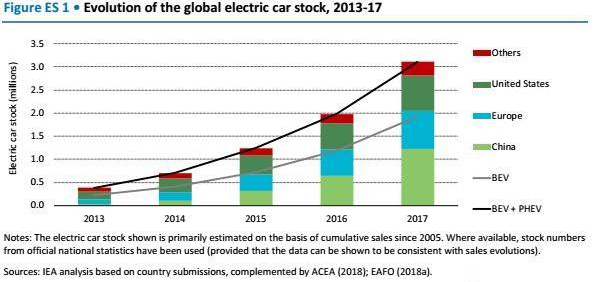 Figure ES 1 • Evolution of the global electric car stock, 2013-17
Electric car stock (millions)
3.5
3.0
2.5
2.0
1.5
1.0
0.5
0.0
2013 2014 2015 2016 2017
Others
United States
Europe
China
BEV
BEV + PHEV
Notes: The electric car stock shown is primarily estimated on the basis of cumulative sales since 2005. Where available, stock numbers
from official national statistics have been used (provided that the data can be shown to be consistent with sales evolutions).
Sources: IEA analysis based on country submissions, complemented by ACEA (2018); EAFO (2018a).